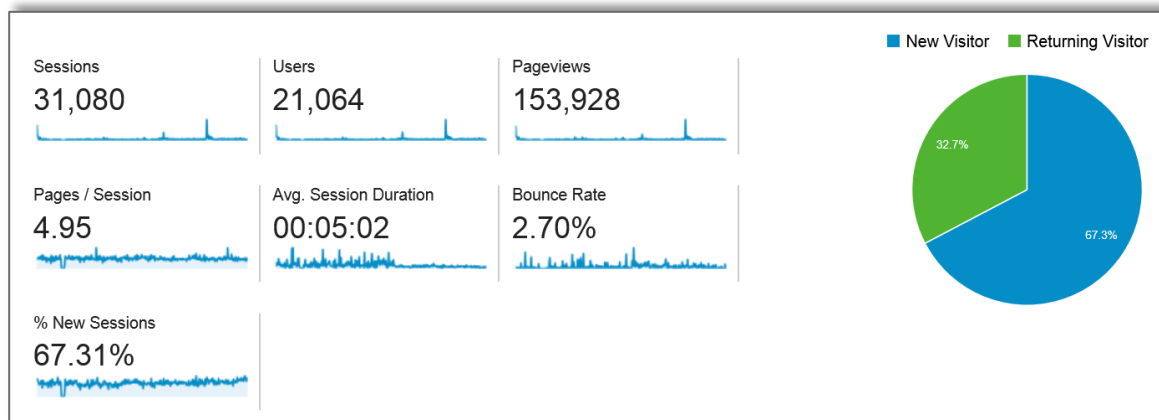 New Visitor Returning Visitor
Sessions Users Pageviews
31,080 21,064 153,928
32.7%
Pages / Session Avg. Session Duration Bounce Rate
4.95 00:05:02 2.70%
67.3%
% New Sessions
67.31%